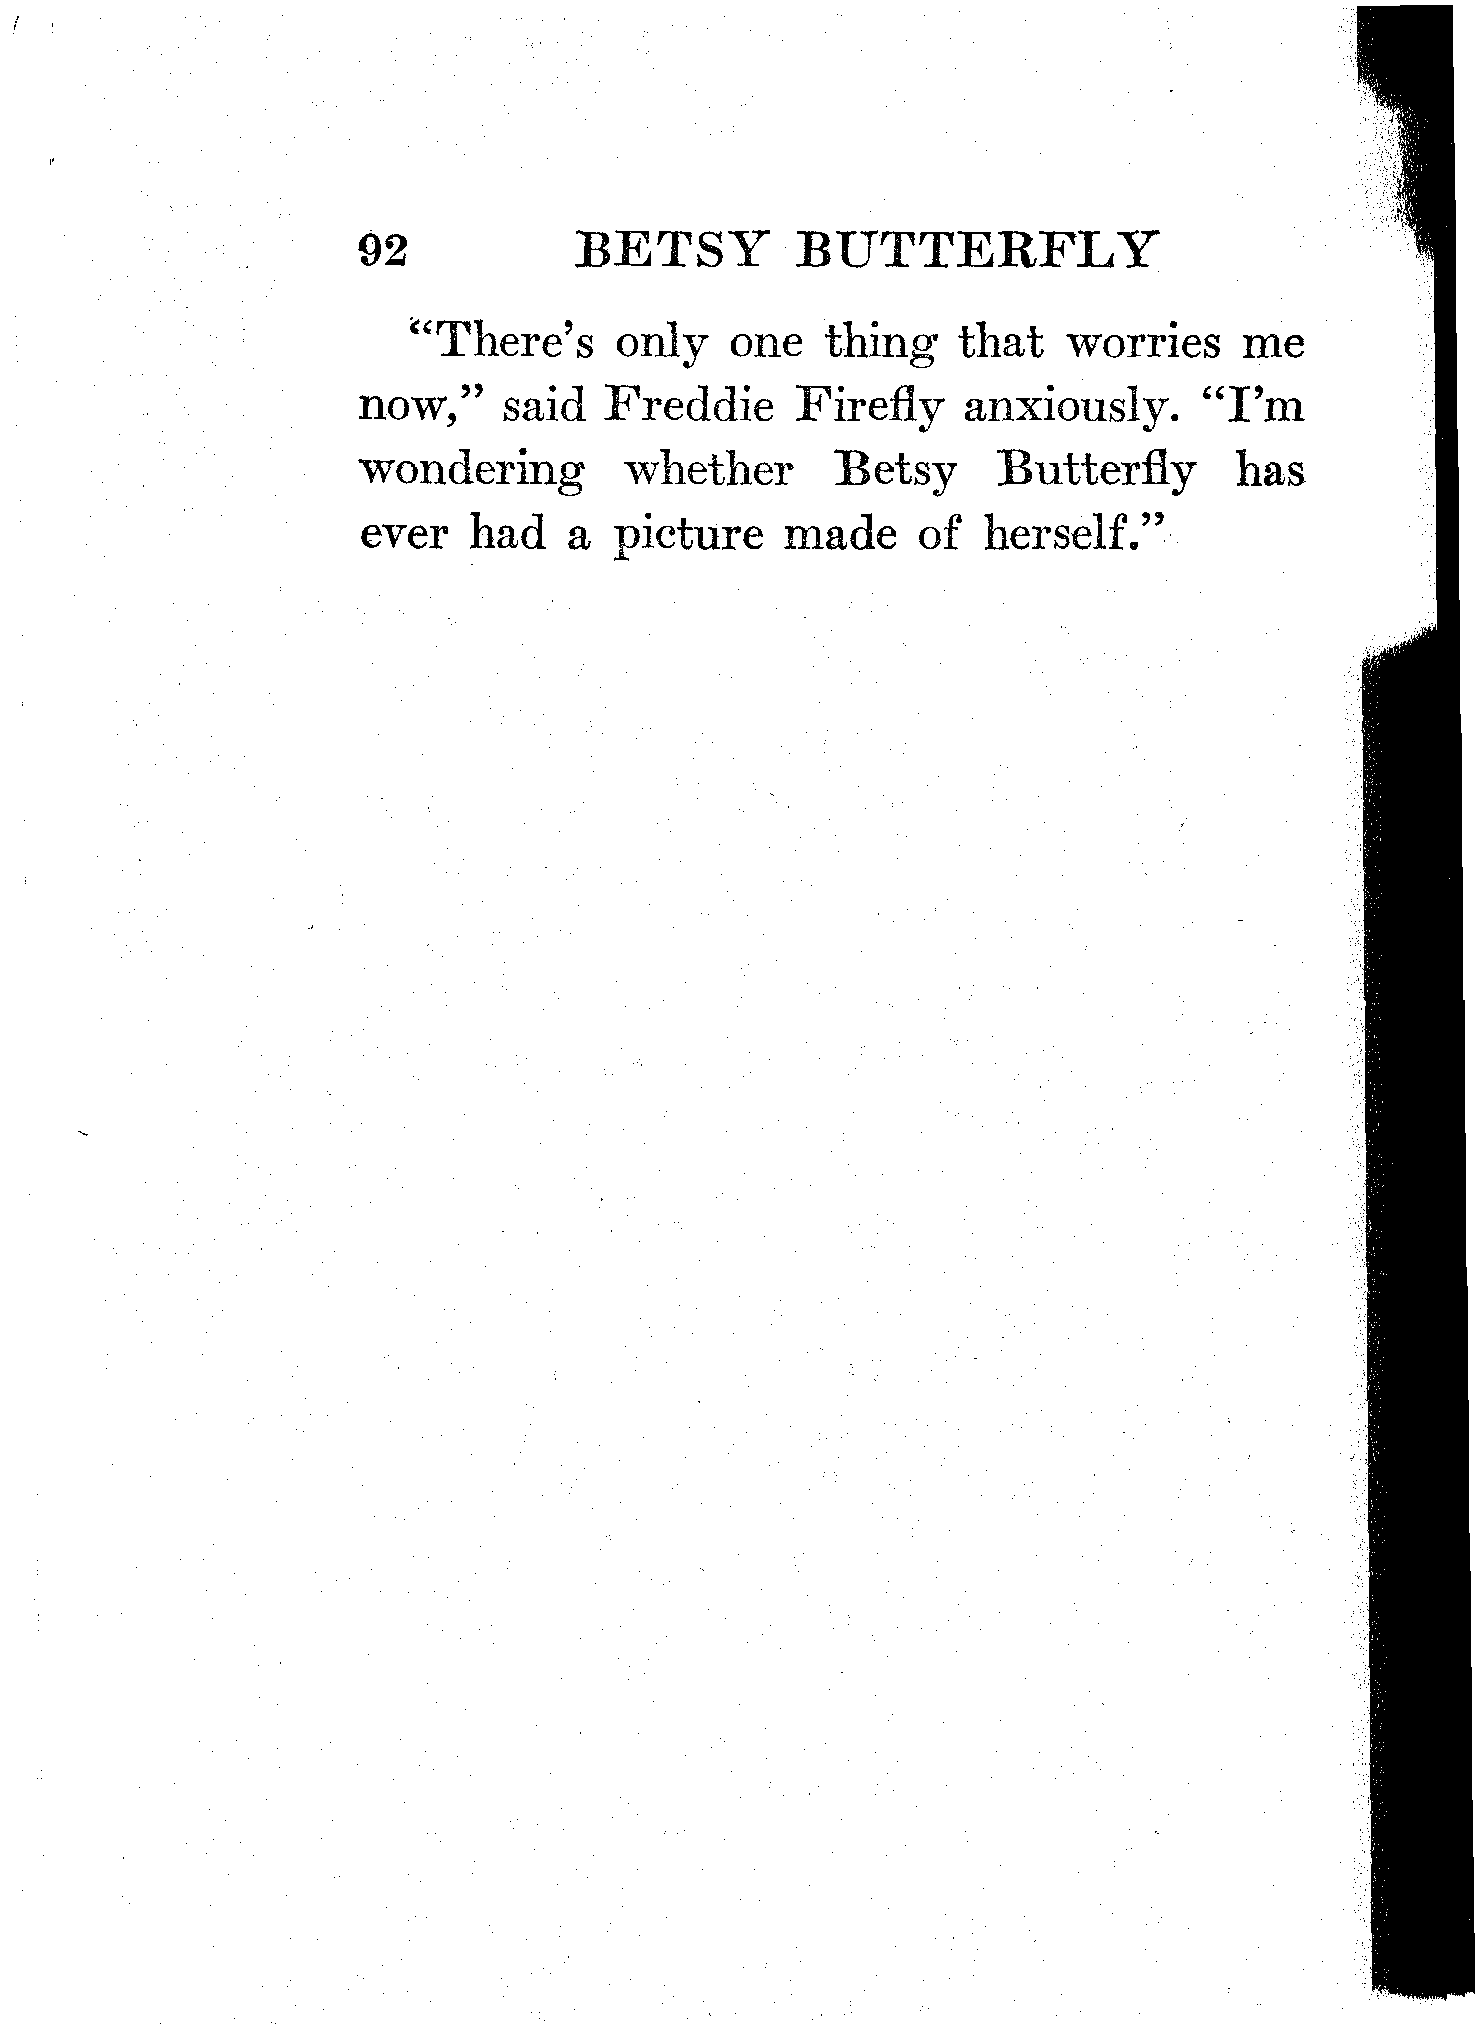 92 BETSY BUTTERFLY
“There’s only one thing that worries me
now,” said Freddie Firefly anxiously. “I’m
wondering whether Betsy Butterfly has
ever had a picture made of herself.”